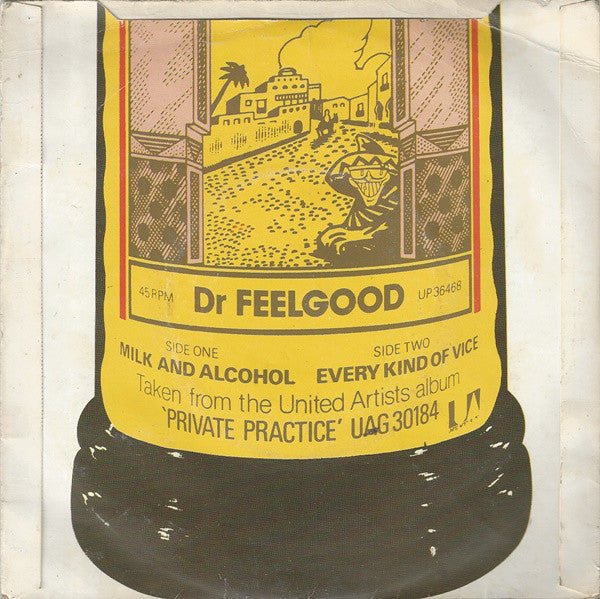 45 RPM Dr FEELGOOD UP 36468
SIDE ONE SIDE TWO
MILK AND ALCOHOL EVERY KIND OF VICE
Taken from the United Artists album
'PRIVATE PRACTICE' UAG 30184 UA